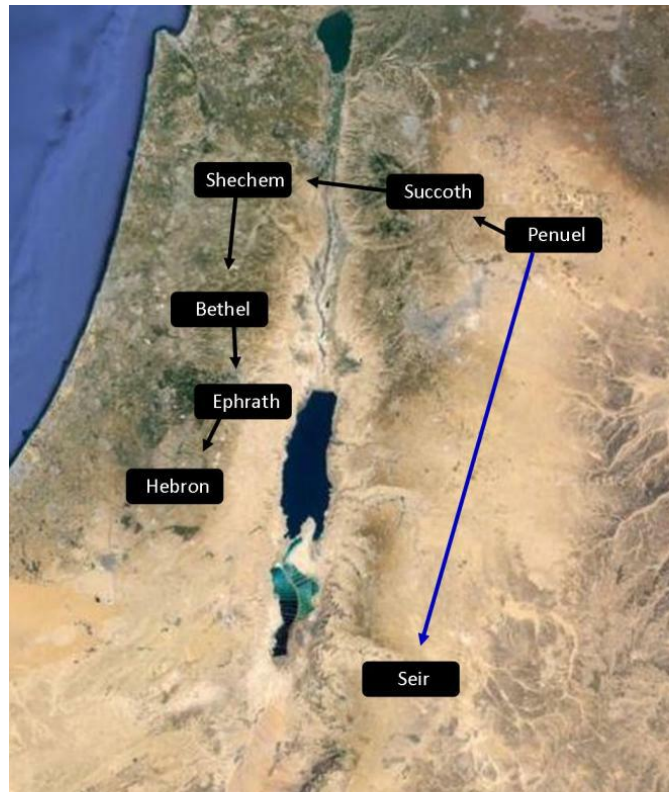 Shechem
Succoth
Penuel
Bethel
Ephrath
Hebron
Seir